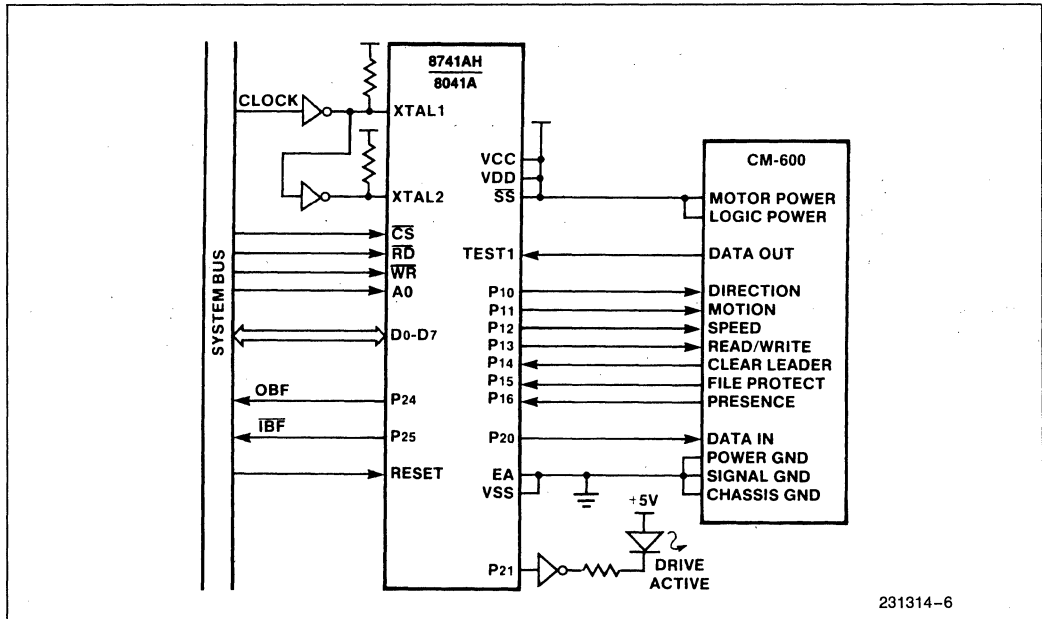 SYSTEM BUS
CLOCK
OBF
IBF
8741AH
8041A
XTAL1
XTAL2
CS
RD
WR
A0
D0-D7
P24
P25
RESET
VCC
VDD
SS
TEST1
P10
P11
P12
P13
P14
P15
P16
P20
EA
VSS
P21
+5V
DRIVE
ACTIVE
CM-600
MOTOR POWER
LOGIC POWER
DATA OUT
DIRECTION
MOTION
SPEED
READ/WRITE
CLEAR LEADER
FILE PROTECT
PRESENCE
DATA IN
POWER GND
SIGNAL GND
CHASSIS GND
231314-6